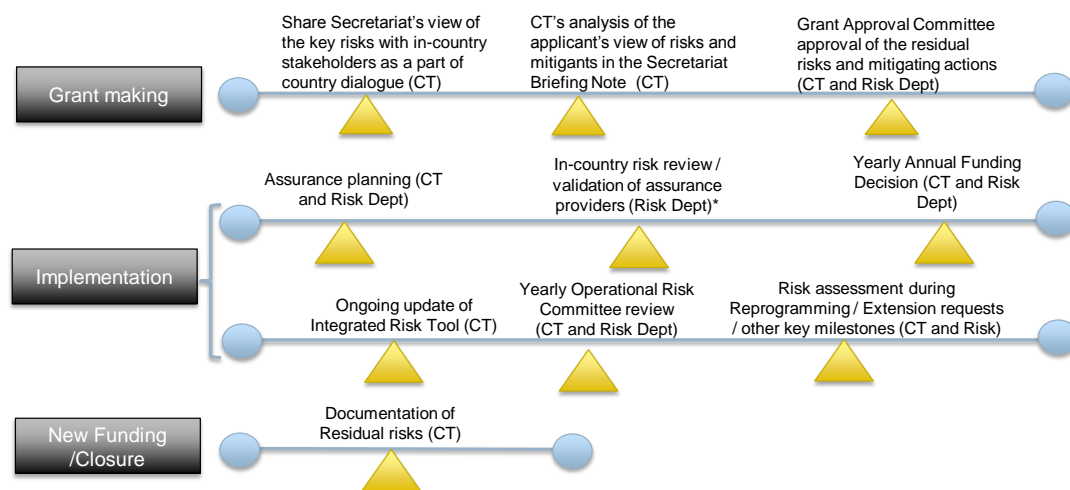 Grant making
Share Secretariat's view of
the key risks with in-country
stakeholders as a part of
country dialogue (CT)
CT's analysis of the
applicant's view of risks and
mitigants in the Secretariat
Briefing Note (CT)
Grant Approval Committee
approval of the residual
risks and mitigating actions
(CT and Risk Dept)
Implementation
Assurance planning (CT
and Risk Dept)
In-country risk review /
validation of assurance
providers (Risk Dept)*
Yearly Annual Funding
Decision (CT and Risk
Dept)
Ongoing update of
Integrated Risk Tool (CT)
Yearly Operational Risk
Committee review
(CT and Risk Dept)
Risk assessment during
Reprogramming / Extension requests
/ other key milestones (CT and Risk)
New Funding
/Closure
Documentation of
Residual risks (CT)